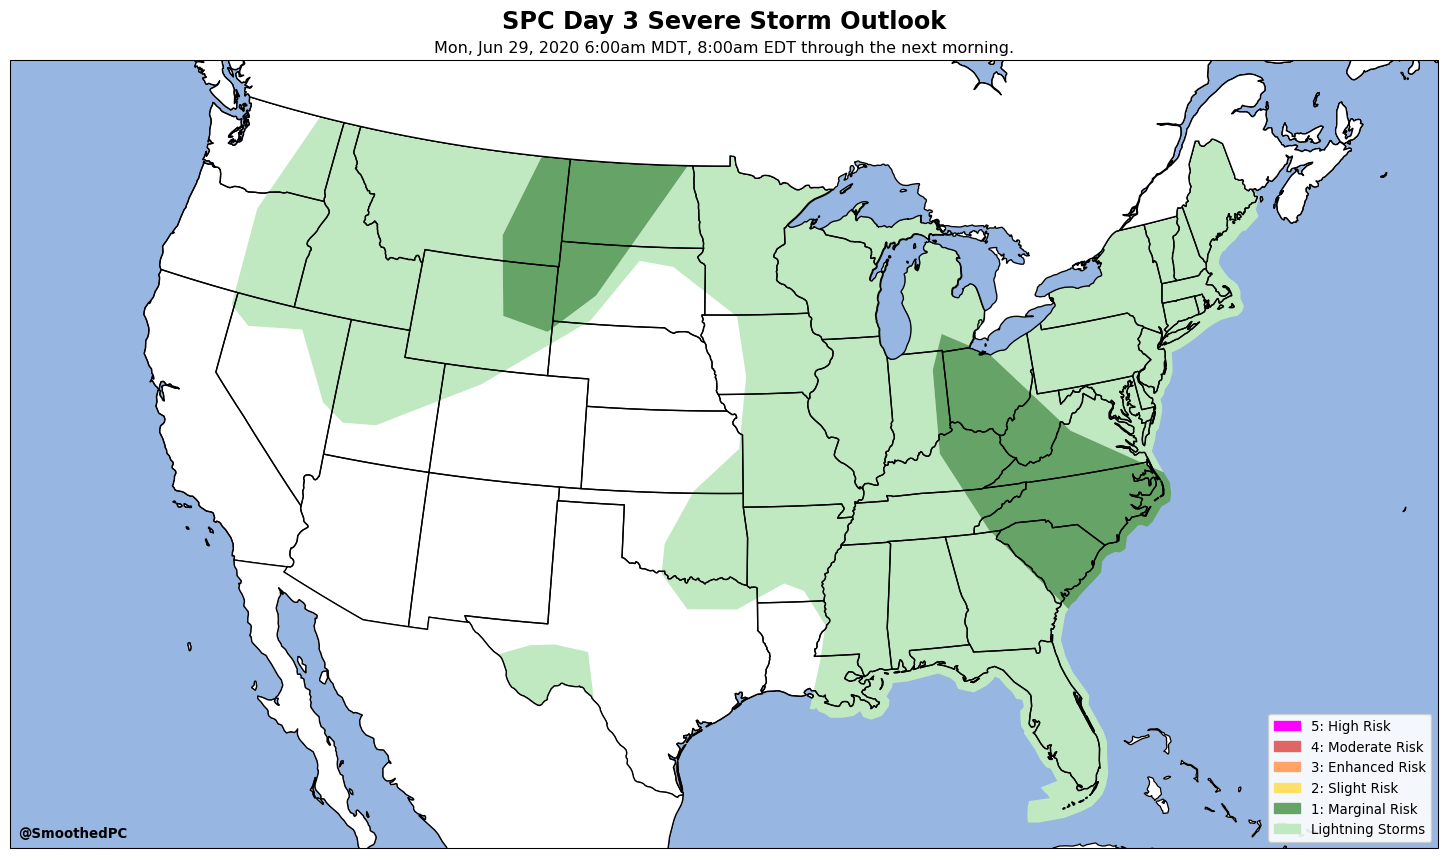 SPC Day 3 Severe Storm Outlook
Mon, Jun 29, 2020 6:00am MDT, 8:00am EDT through the next morning.
5: High Risk
4: Moderate Risk
3: Enhanced Risk
2: Slight Risk
1: Marginal Risk
Lightning Storms
@SmoothedPC